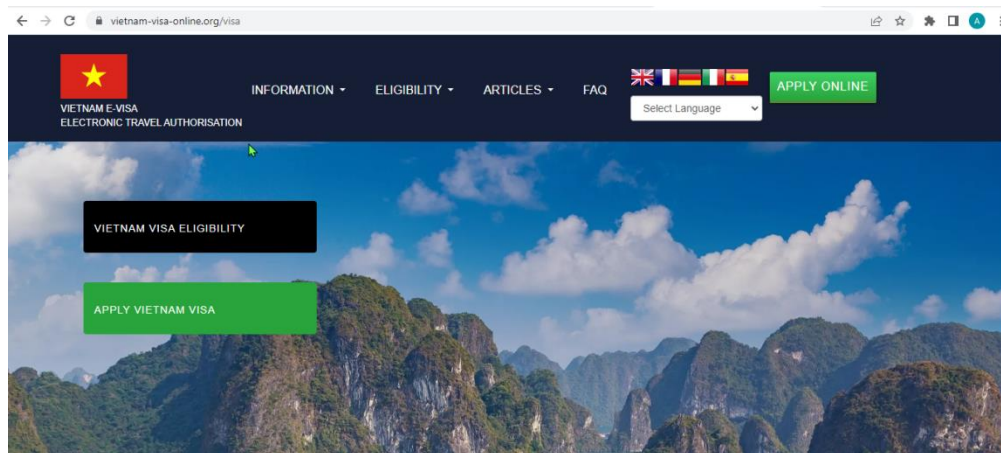 vietnam-visa-online.org/visa
A
VIETNAM E-VISA
ELECTRONIC TRAVEL AUTHORISATION
INFORMATION
ELIGIBILITY
ARTICLES
FAQ
Select Language
APPLY ONLINE
VIETNAM VISA ELIGIBILITY
APPLY VIETNAM VISA